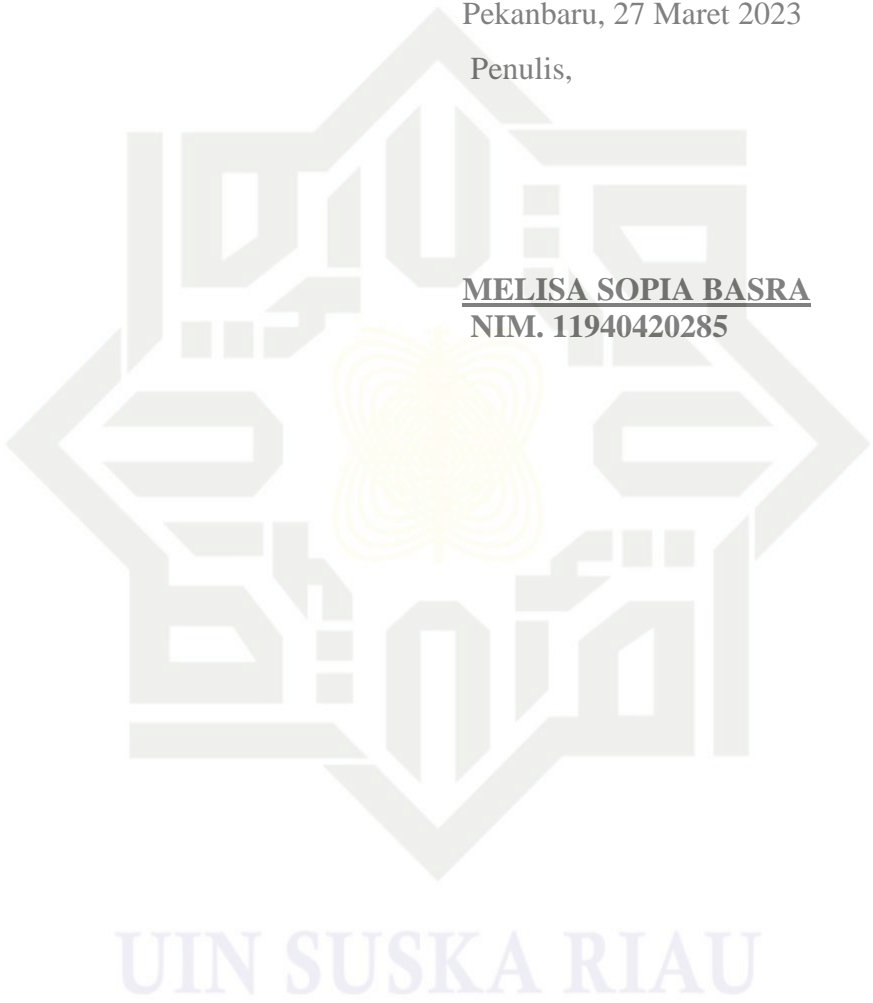 Pekanbaru, 27 Maret 2023
Penulis,
MELISA SOPIA BASRA
NIM. 11940420285
UIN SUSKA RIAU